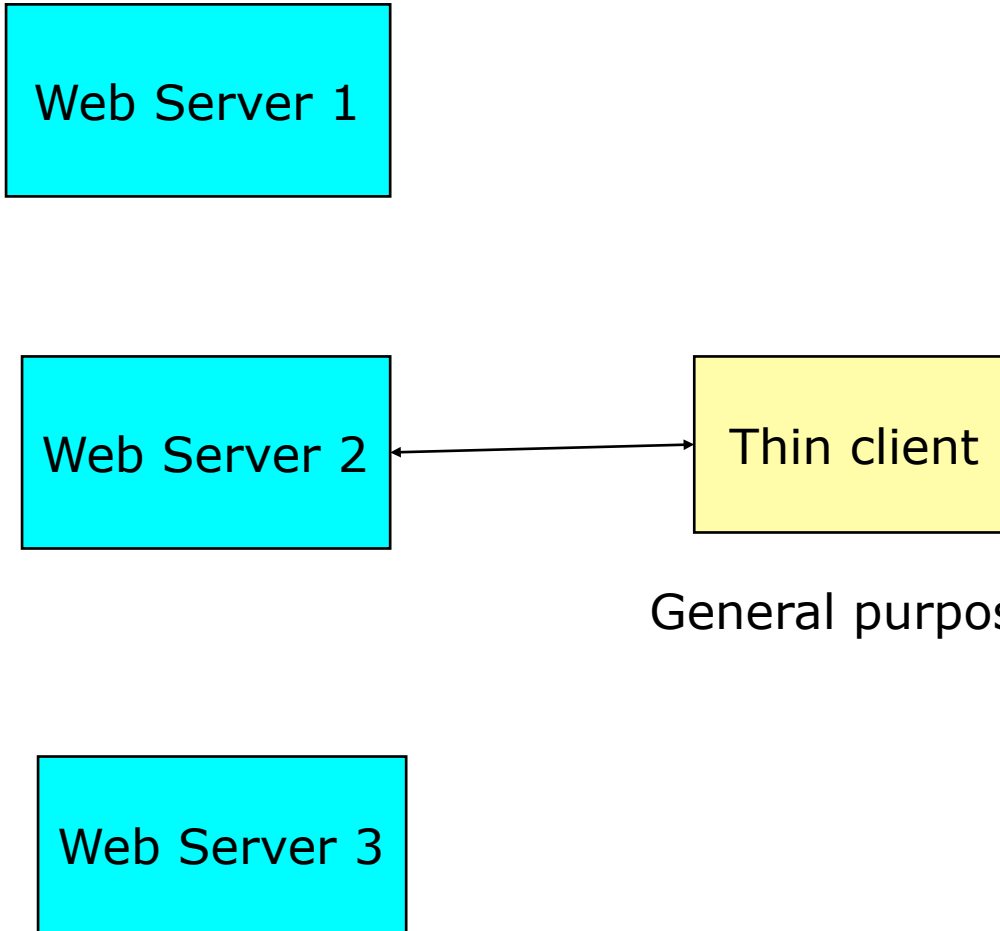 Web Server 1
Web Server 2
Thin client
General purpos
Web Server 3